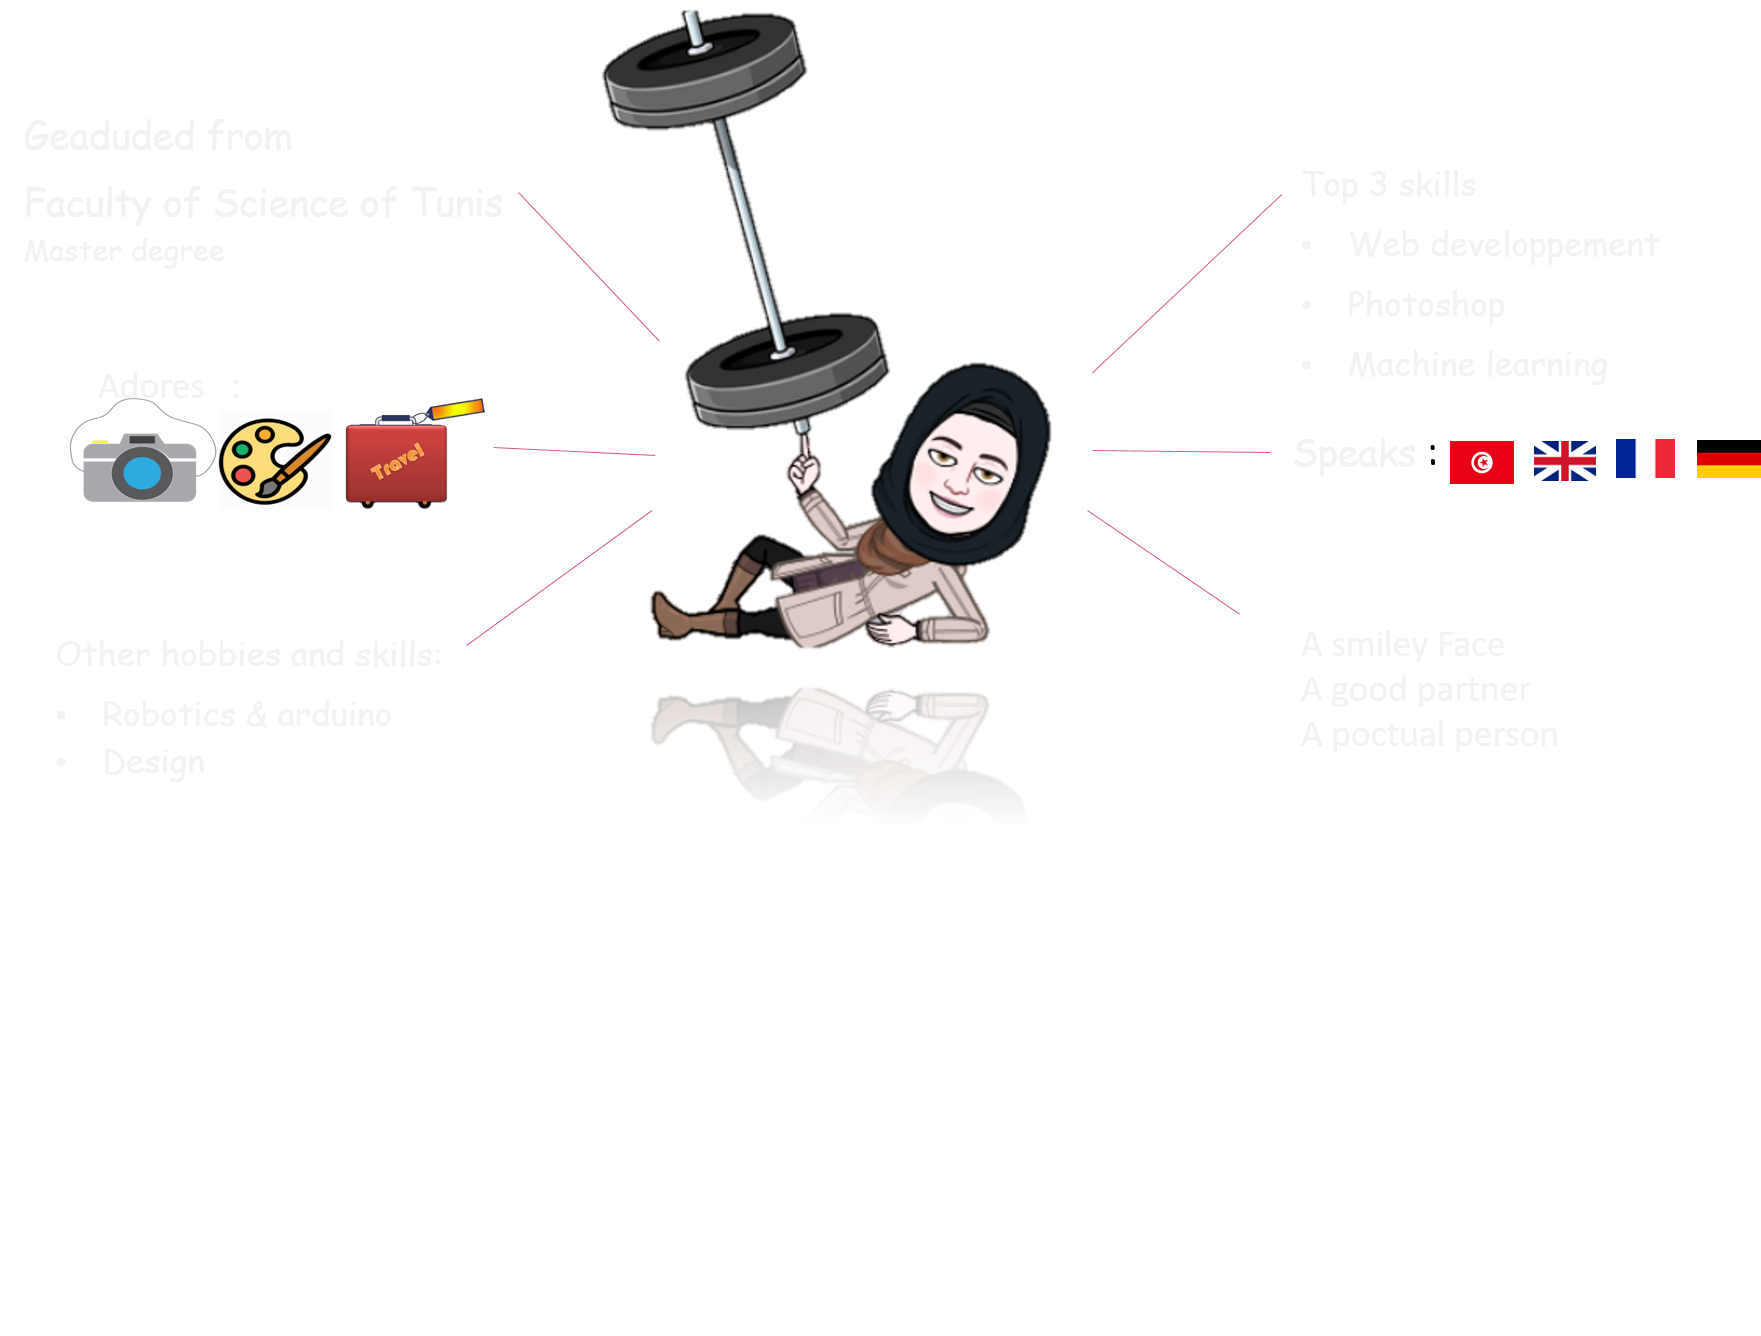 Geaduded from
Faculty of Science of Tunis
Master degree
Adores :
Travel
Other hobbies and skills:
• Robotics & arduino
• Design
Top 3 skills
• Web developpement
• Photoshop
• Machine learning
Speaks :
A smiley Face
A good partner
A poctual person